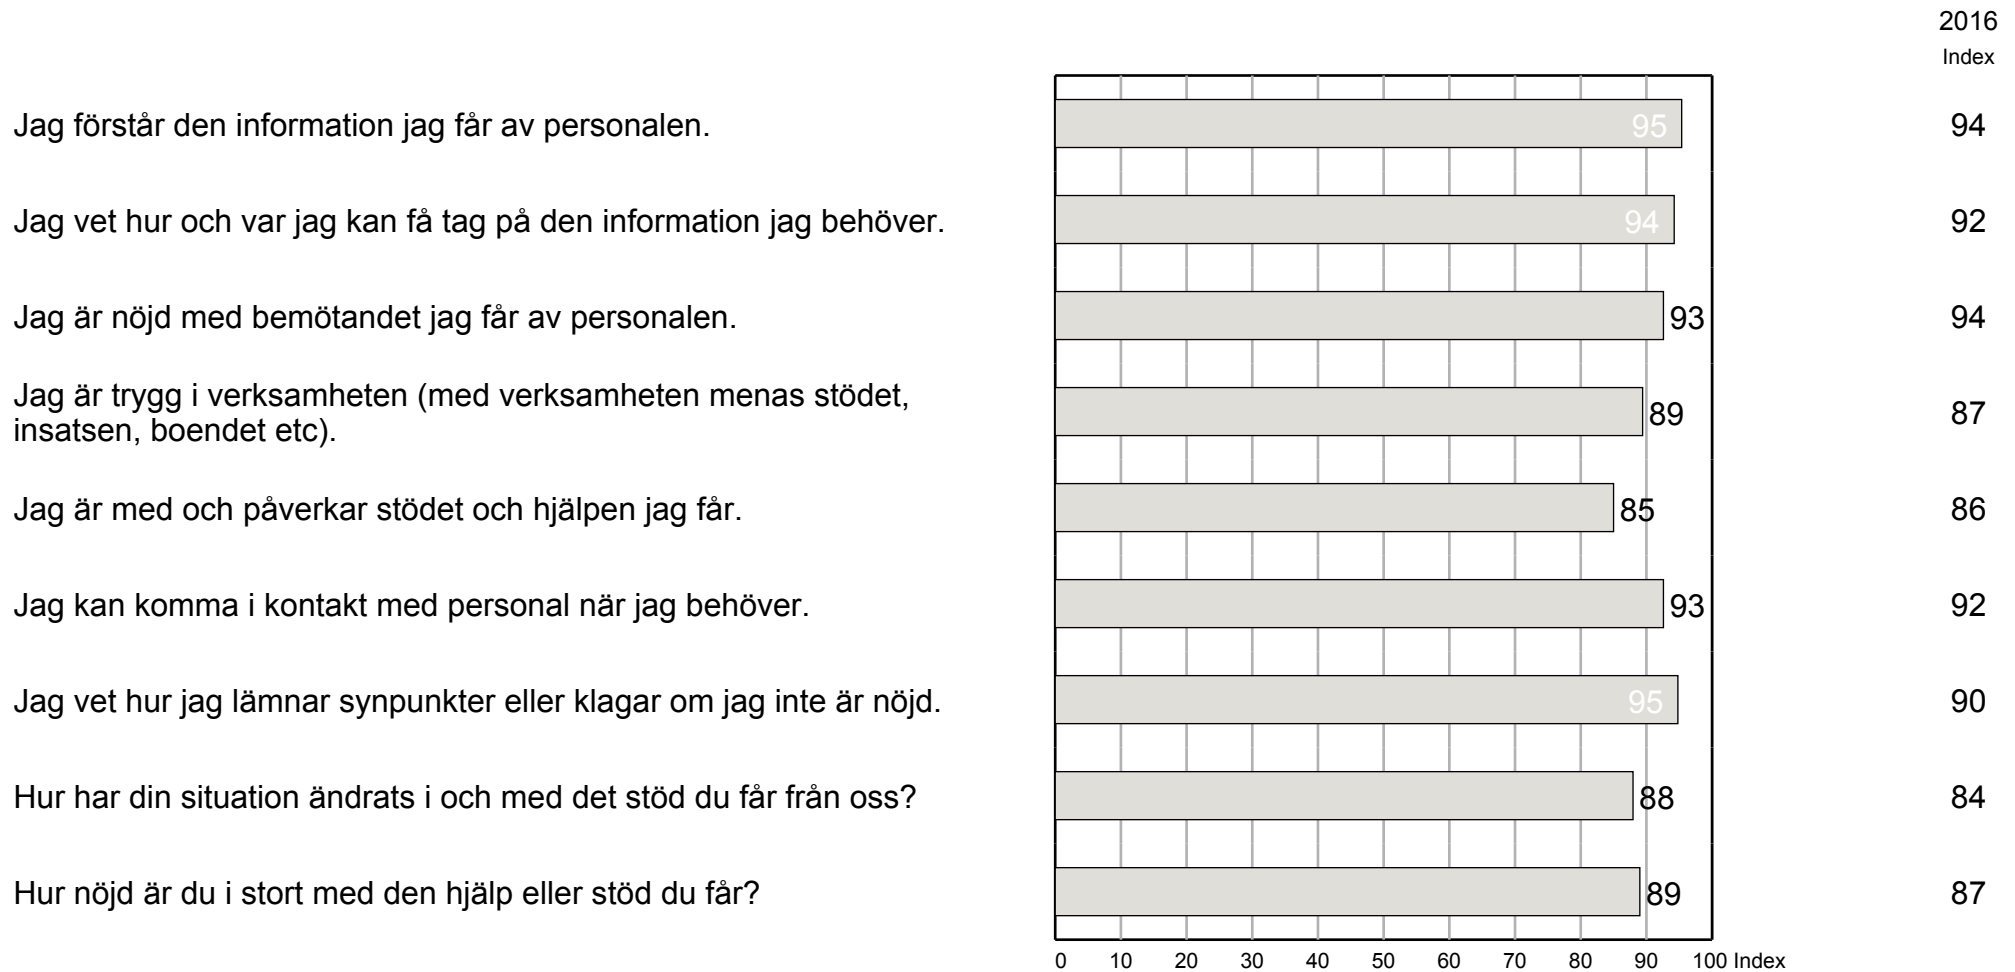 2016
Index
Jag förstår den information jag får av personalen. 95 94
Jag vet hur och var jag kan få tag på den information jag behöver. 94 92
Jag är nöjd med bemötandet jag får av personalen. 93 94
Jag är trygg i verksamheten (med verksamheten menas stödet,
insatsen, boendet etc). 89 87
Jag är med och påverkar stödet och hjälpen jag får. 85 86
Jag kan komma i kontakt med personal när jag behöver. 93 92
Jag vet hur jag lämnar synpunkter eller klagar om jag inte är nöjd. 95 90
Hur har din situation ändrats i och med det stöd du får från oss? 88 84
Hur nöjd är du i stort med den hjälp eller stöd du får? 89 87
0 10 20 30 40 50 60 70 80 90 100 Index